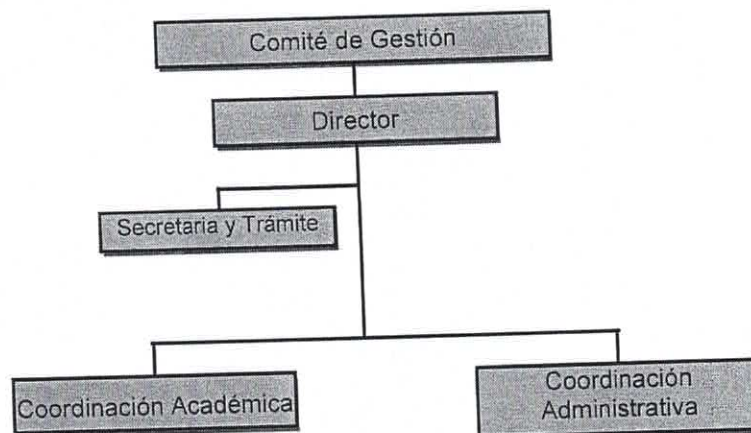 Comité de Gestión
Director
Secretaria y Trámite
Coordinación Académica
Coordinación
Administrativa